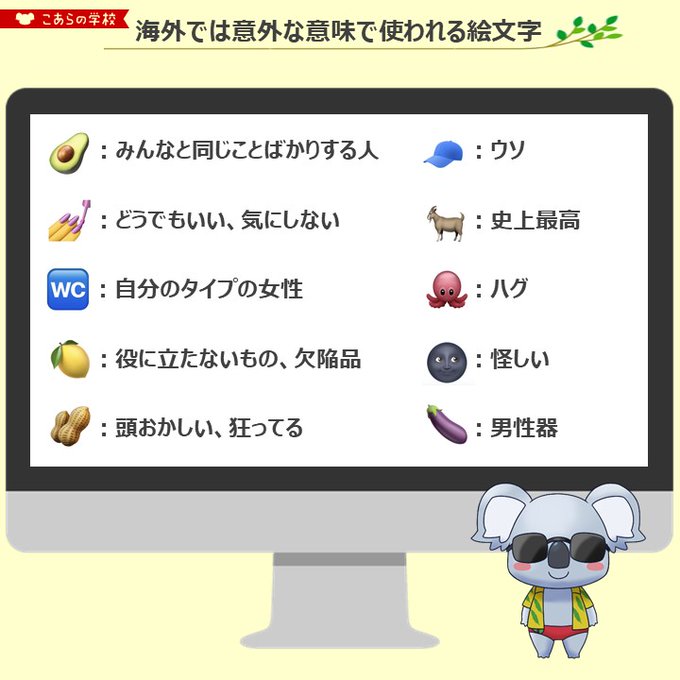 こあらの学校
海外では意外な意味で使われる絵文字
：みんなと同じことばかりする人
：ウソ
：どうでもいい、気にしない
：史上最高
WC：自分のタイプの女性
：ハグ
：役に立たないもの、欠陥品
：怪しい
：頭おかしい、狂ってる
：男性器